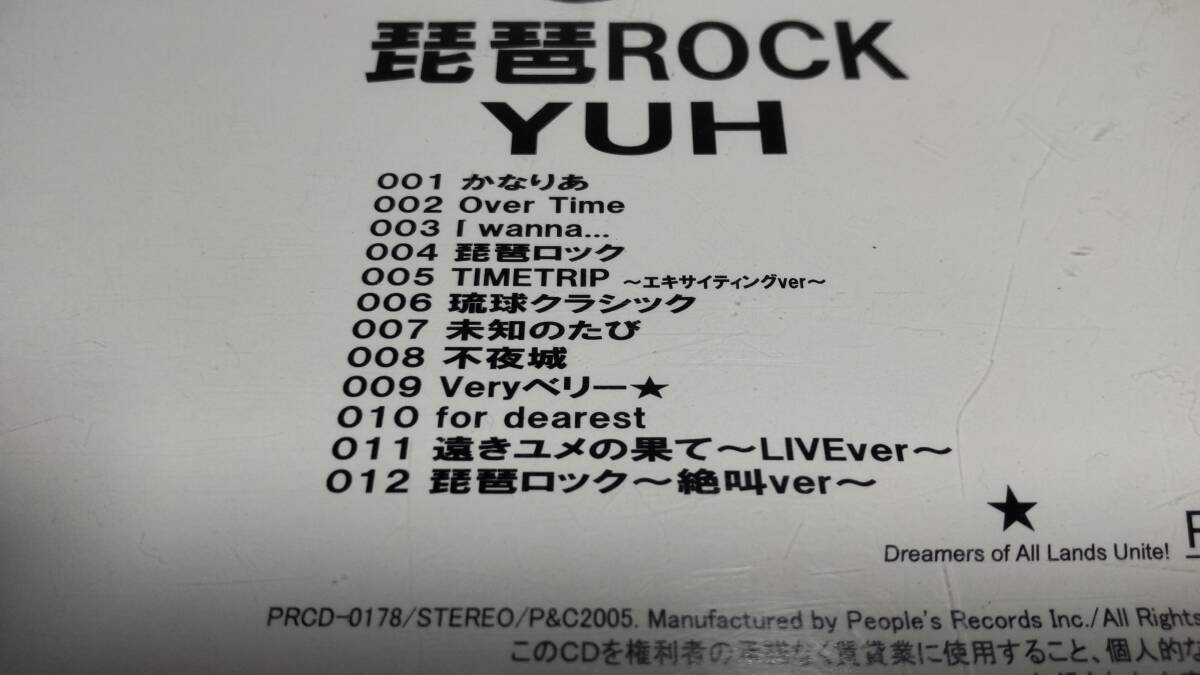 琵琶ROCK
YUH
001 かなりあ
002 Over Time
003 I wanna...
004 琵琶ロック
005 TIMETRIP ～エキサイティングver～
006 琉球クラシック
007 未知のたび
008 不夜城
009 Veryベリー★
010 for dearest
011 遠きユメの果て～LIVEver～
012 琵琶ロック～絶叫ver～
★
Dreamers of All Lands Unite!
PRCD-0178/STEREO/P&C2005. Manufactured by People's Records Inc./All Rights
このCDを権利者の承諾なく賃貸業に使用すること、個人的な